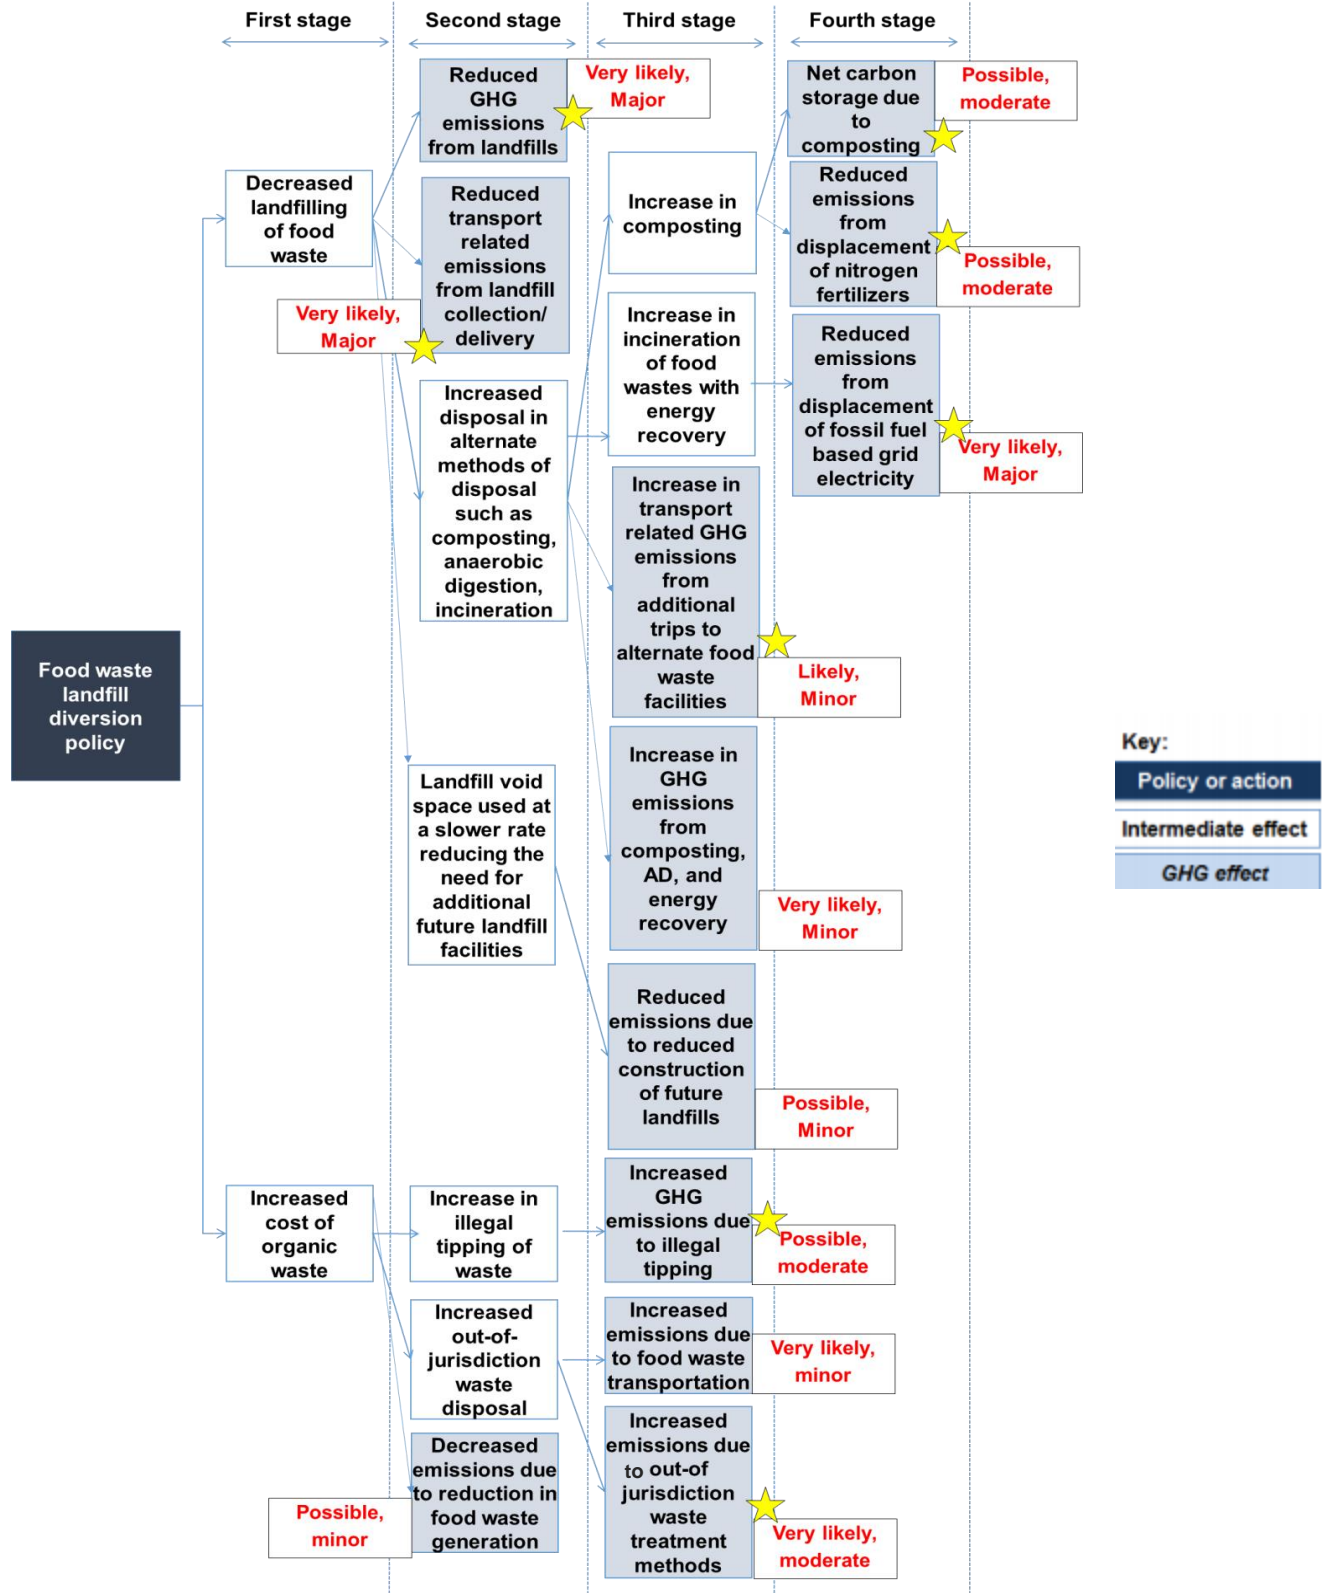 First stage
Second stage
Third stage
Fourth stage
Reduced
GHG
emissions
from landfills
Very likely,
Major
Net carbon
storage due
to
composting
Possible,
moderate
Decreased
landfilling
of food
waste
Reduced
transport
related
emissions
from landfill
collection/
delivery
Very likely,
Major
Increase in
composting
Reduced
emissions
from
displacement
of nitrogen
fertilizers
Possible,
moderate
Increase in
incineration
of food
wastes with
energy
recovery
Reduced
emissions
from
displacement
of fossil fuel
based grid
electricity
Very likely,
Major
Increased
disposal in
alternate
methods of
disposal
such as
composting,
anaerobic
digestion,
incineration
Increase in
transport
related GHG
emissions
from
additional
trips to
alternate food
waste
facilities
Likely,
Minor
Food waste
landfill
diversion
policy
Landfill void
space used at
a slower rate
reducing the
need for
additional
future landfill
facilities
Increase in
GHG
emissions
from
composting,
AD, and
energy
recovery
Very likely,
Minor
Key:
Policy or action
Intermediate effect
GHG effect
Reduced
emissions due
to reduced
construction
of future
landfills
Possible,
Minor
Increased
cost of
organic
waste
Increase in
illegal
tipping of
waste
Increased
GHG
emissions due
to illegal
tipping
Possible,
moderate
Increased
out-of-
jurisdiction
waste
disposal
Increased
emissions due
to food waste
transportation
Very likely,
minor
Decreased
emissions due
to reduction in
food waste
generation
Possible,
minor
Increased
emissions due
to out-of
jurisdiction
waste
treatment
methods
Very likely,
moderate